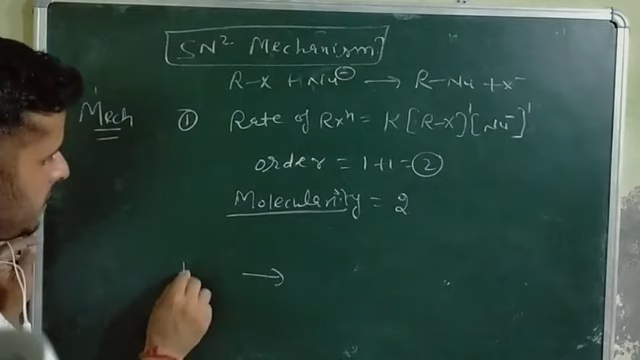 SN² Mechanism
R-X + Nu⊖ ⟶ R-Nu + X⁻
Mech ① Rate of Rxⁿ = K[R-X]¹[Nu⁻]¹
order = 1+1 = ②
Molecularity = 2
⟶